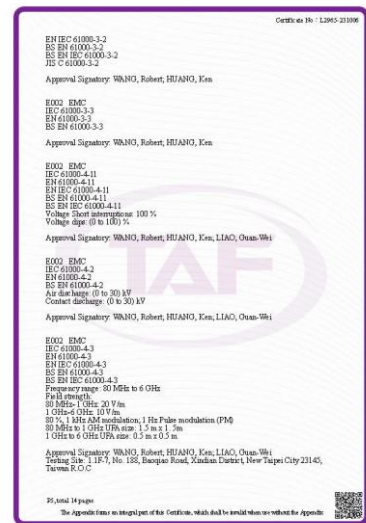 Certificate No : L2965-231006
EN IEC 61000-3-2
BS EN 61000-3-2
BS EN IEC 61000-3-2
JIS C 61000-3-2
Approval Signatory: WANG, Robert; HUANG, Ken
E002 EMC
IEC 61000-3-3
EN 61000-3-3
BS EN 61000-3-3
Approval Signatory: WANG, Robert; HUANG, Ken
E002 EMC
IEC 61000-4-11
EN 61000-4-11
EN IEC 61000-4-11
BS EN 61000-4-11
BS EN IEC 61000-4-11
Voltage Short interruptions: 100 %
Voltage dips: (0 to 100) %
Approval Signatory: WANG, Robert; HUANG, Ken; LIAO, Guan-Wei
E002 EMC
IEC 61000-4-2
EN 61000-4-2
BS EN 61000-4-2
Air discharge: (0 to 30) kV
Contact discharge: (0 to 30) kV
Approval Signatory: WANG, Robert; HUANG, Ken; LIAO, Guan-Wei
TAF
E002 EMC
IEC 61000-4-3
EN 61000-4-3
EN IEC 61000-4-3
BS EN 61000-4-3
BS EN IEC 61000-4-3
Frequency range: 80 MHz to 6 GHz
Field strength:
80 MHz- 1 GHz: 20 V/m
1 GHz-6 GHz: 10 V/m
80 %, 1 kHz AM modulation; 1 Hz Pulse modulation (PM)
80 MHz to 1 GHz UFA size: 1.5 m x 1.5m
1 GHz to 6 GHz UFA size: 0.5 m x 0.5 m
Approval Signatory: WANG, Robert; HUANG, Ken; LIAO, Guan-Wei
Testing Site: 1.1F-7, No. 188, Baoqiao Road, Xindian District, New Taipei City 23145,
Taiwan R.O.C
P5, total 14 pages
The Appendix forms an integral part of this Certificate, which shall be invalid when use without the Appendix